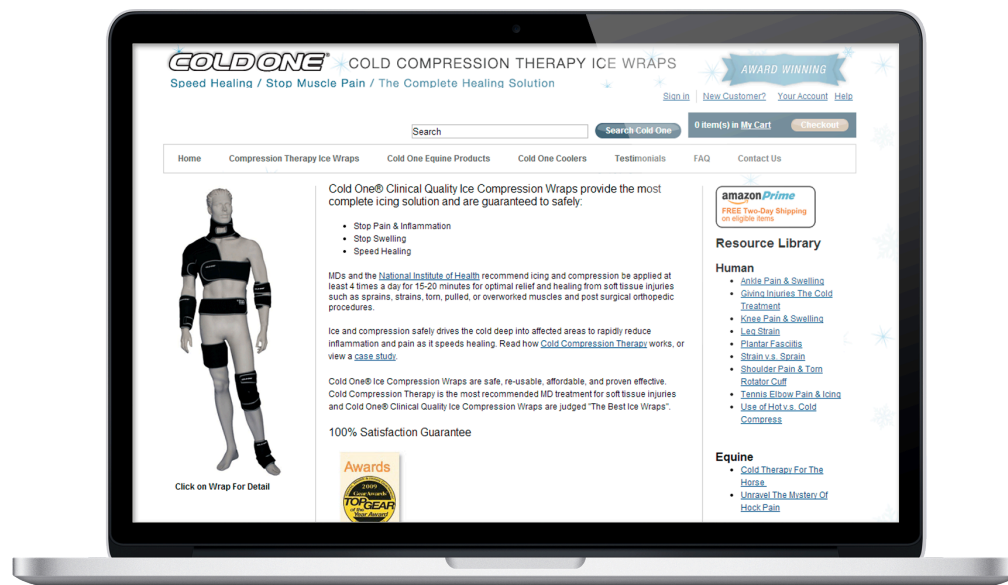 COLD ONE® COLD COMPRESSION THERAPY ICE WRAPS
AWARD WINNING
Speed Healing / Stop Muscle Pain / The Complete Healing Solution
Sign in New Customer? Your Account Help
Search Search Cold One 0 item(s) in My Cart Checkout
Home Compression Therapy Ice Wraps Cold One Equine Products Cold One Coolers Testimonials FAQ Contact Us
Click on Wrap For Detail
Cold One® Clinical Quality Ice Compression Wraps provide the most
complete icing solution and are guaranteed to safely:
• Stop Pain & Inflammation
• Stop Swelling
• Speed Healing
MDs and the National Institute of Health recommend icing and compression be applied at
least 4 times a day for 15-20 minutes for optimal relief and healing from soft tissue injuries
such as sprains, strains, torn, pulled, or overworked muscles and post surgical orthopedic
procedures.
Ice and compression safely drives the cold deep into affected areas to rapidly reduce
inflammation and pain as it speeds healing. Read how Cold Compression Therapy works, or
view a case study.
Cold One® Ice Compression Wraps are safe, re-usable, affordable, and proven effective.
Cold Compression Therapy is the most recommended MD treatment for soft tissue injuries
and Cold One® Clinical Quality Ice Compression Wraps are judged "The Best Ice Wraps".
100% Satisfaction Guarantee
Awards
2009
GearAwards
TOPGEAR
of the
Year Award
amazonPrime
FREE Two-Day Shipping
on eligible items
Resource Library
Human
• Ankle Pain & Swelling
• Giving Injuries The Cold
Treatment
• Knee Pain & Swelling
• Leg Strain
• Plantar Fasciitis
• Strain v.s. Sprain
• Shoulder Pain & Torn
Rotator Cuff
• Tennis Elbow Pain & Icing
• Use of Hot v.s. Cold
Compress
Equine
• Cold Therapy For The
Horse
• Unravel The Mystery Of
Hock Pain